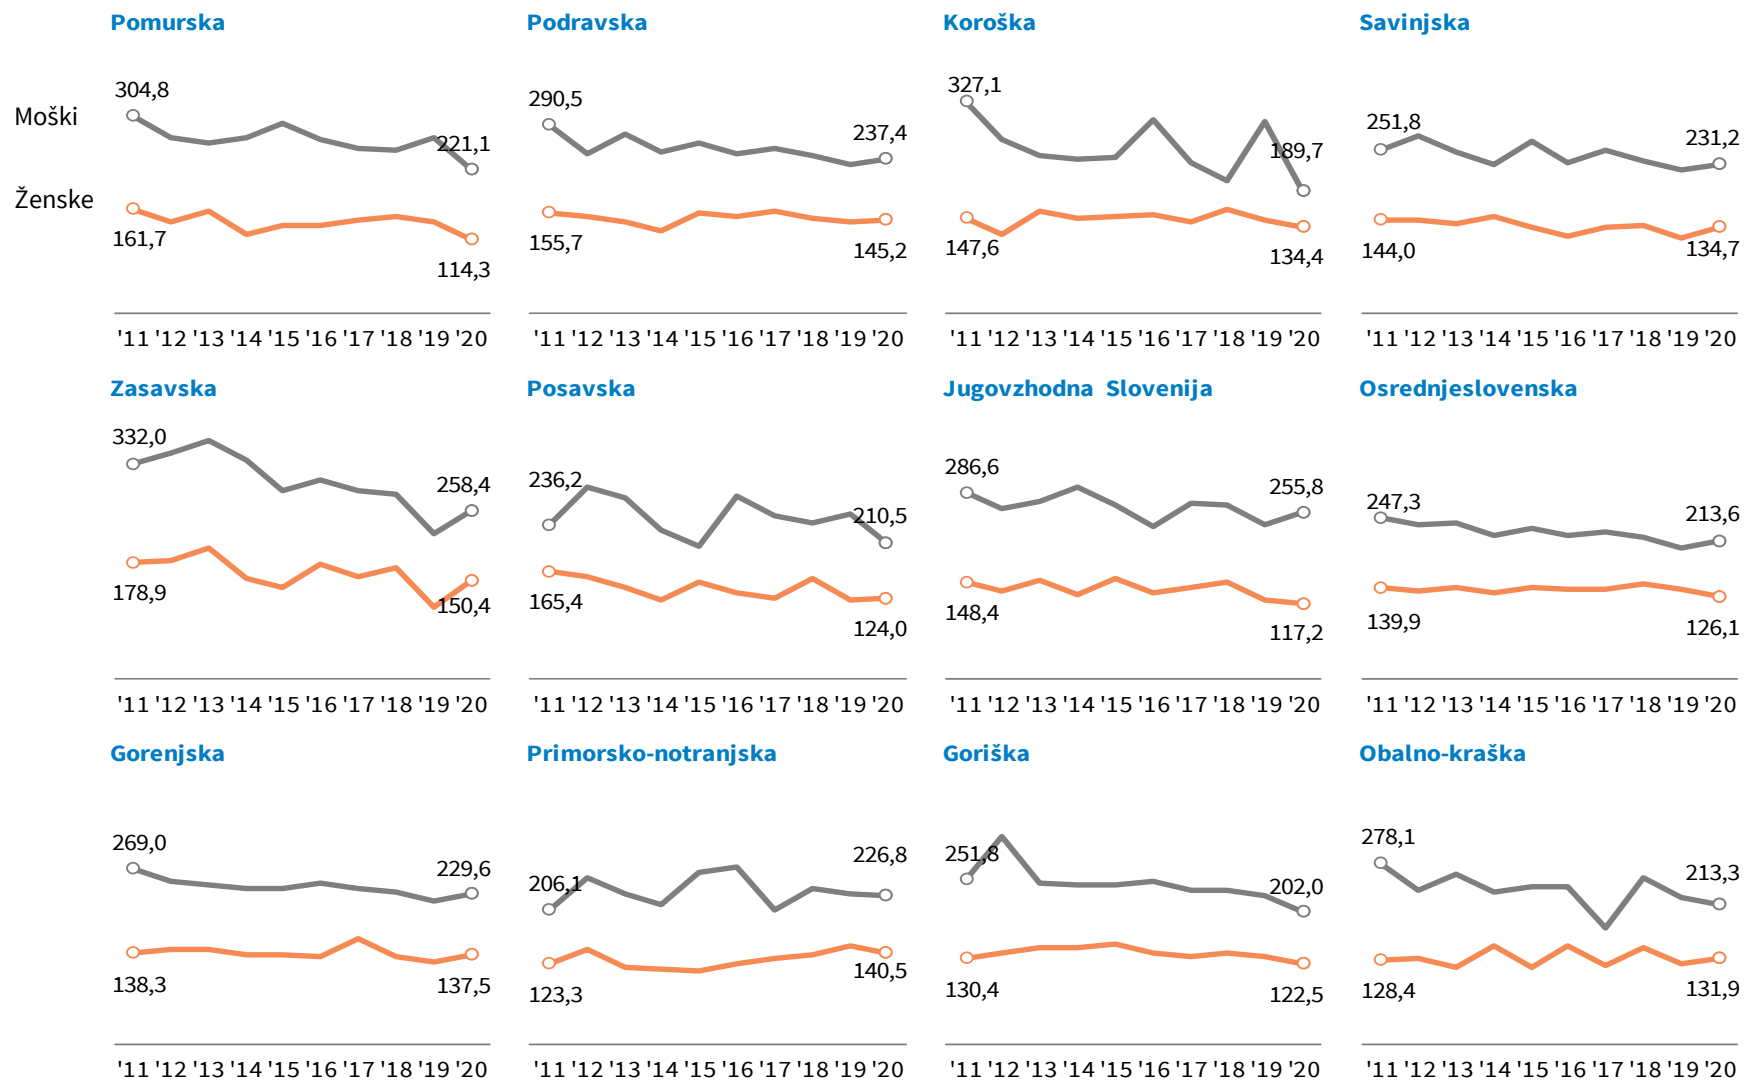 Pomurska
Podravska
Koroška
Savinjska
Moški
Ženske
304,8
221,1
161,7
114,3
290,5
237,4
155,7
145,2
327,1
189,7
147,6
134,4
251,8
231,2
144,0
134,7
'11 '12 '13 '14 '15 '16 '17 '18 '19 '20
'11 '12 '13 '14 '15 '16 '17 '18 '19 '20
'11 '12 '13 '14 '15 '16 '17 '18 '19 '20
'11 '12 '13 '14 '15 '16 '17 '18 '19 '20
Zasavska
Posavska
Jugovzhodna Slovenija
Osrednjeslovenska
332,0
258,4
178,9
150,4
236,2
210,5
165,4
124,0
286,6
255,8
148,4
117,2
247,3
213,6
139,9
126,1
'11 '12 '13 '14 '15 '16 '17 '18 '19 '20
'11 '12 '13 '14 '15 '16 '17 '18 '19 '20
'11 '12 '13 '14 '15 '16 '17 '18 '19 '20
'11 '12 '13 '14 '15 '16 '17 '18 '19 '20
Gorenjska
Primorsko-notranjska
Goriška
Obalno-kraška
269,0
229,6
138,3
137,5
206,1
226,8
123,3
140,5
251,8
202,0
130,4
122,5
278,1
213,3
128,4
131,9
'11 '12 '13 '14 '15 '16 '17 '18 '19 '20
'11 '12 '13 '14 '15 '16 '17 '18 '19 '20
'11 '12 '13 '14 '15 '16 '17 '18 '19 '20
'11 '12 '13 '14 '15 '16 '17 '18 '19 '20